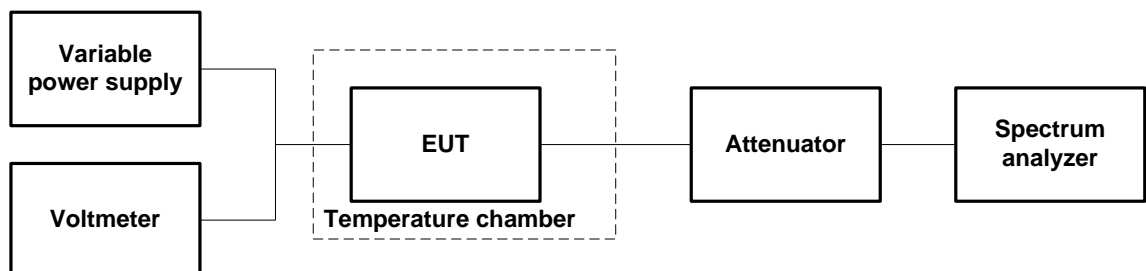 Variable
power supply
Voltmeter
EUT
Temperature chamber
Attenuator
Spectrum
analyzer